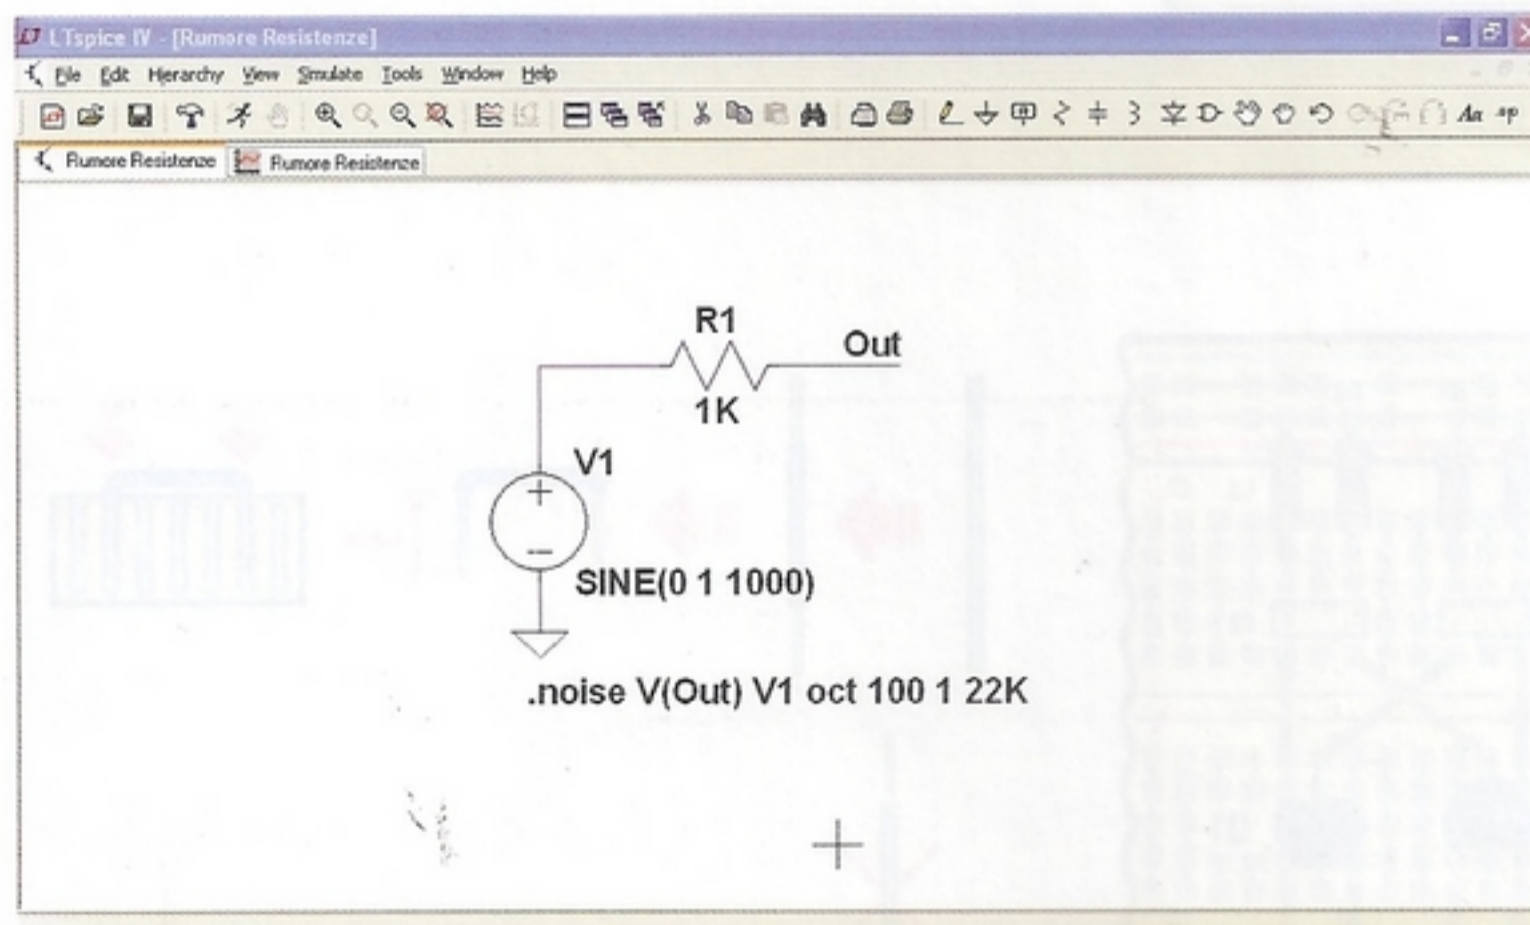 LTspice IV - [Rumore Resistenze]
File Edit Hierarchy View Simulate Tools Window Help
Rumore Resistenze Rumore Resistenze
R1
Out
1K
V1
SINE(0 1 1000)
.noise V(Out) V1 oct 100 1 22K